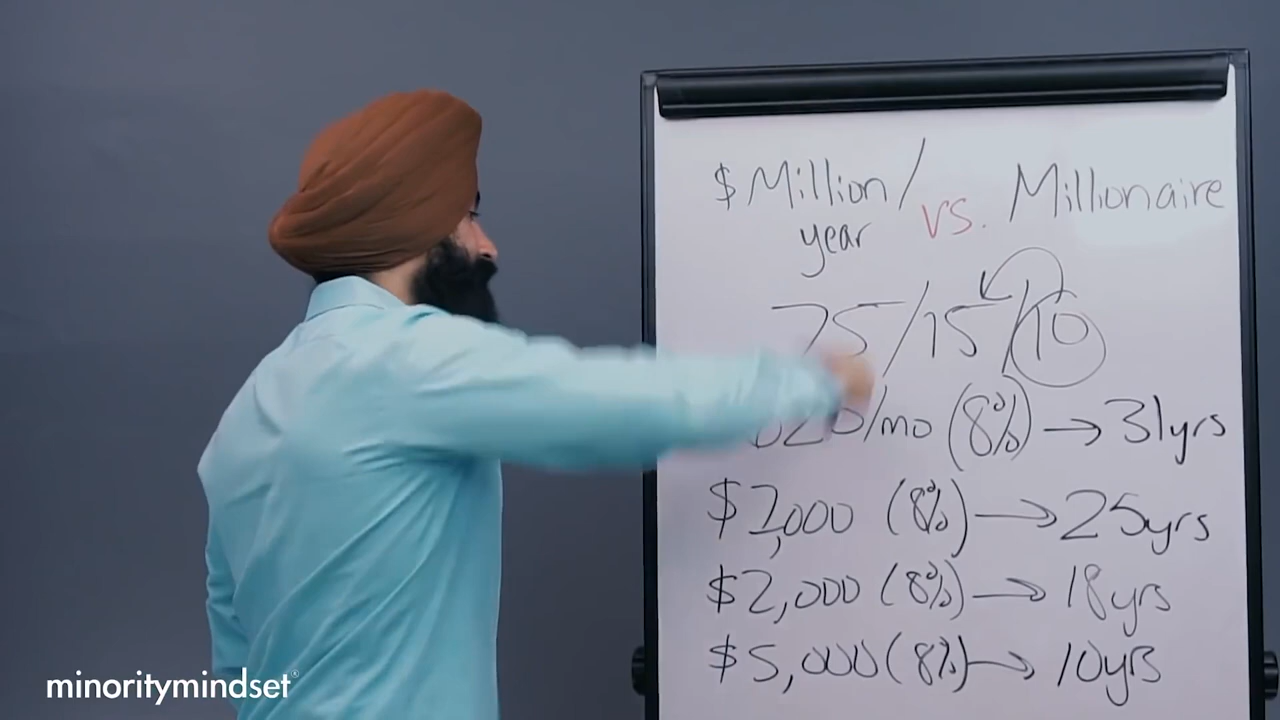 $ Million/ vs. Millionaire
year
75/15/10
/mo (8%) → 31yrs
$1,000 (8%) → 25yrs
$2,000 (8%) → 18yrs
$5,000 (8%) → 10yrs
minoritymindset®